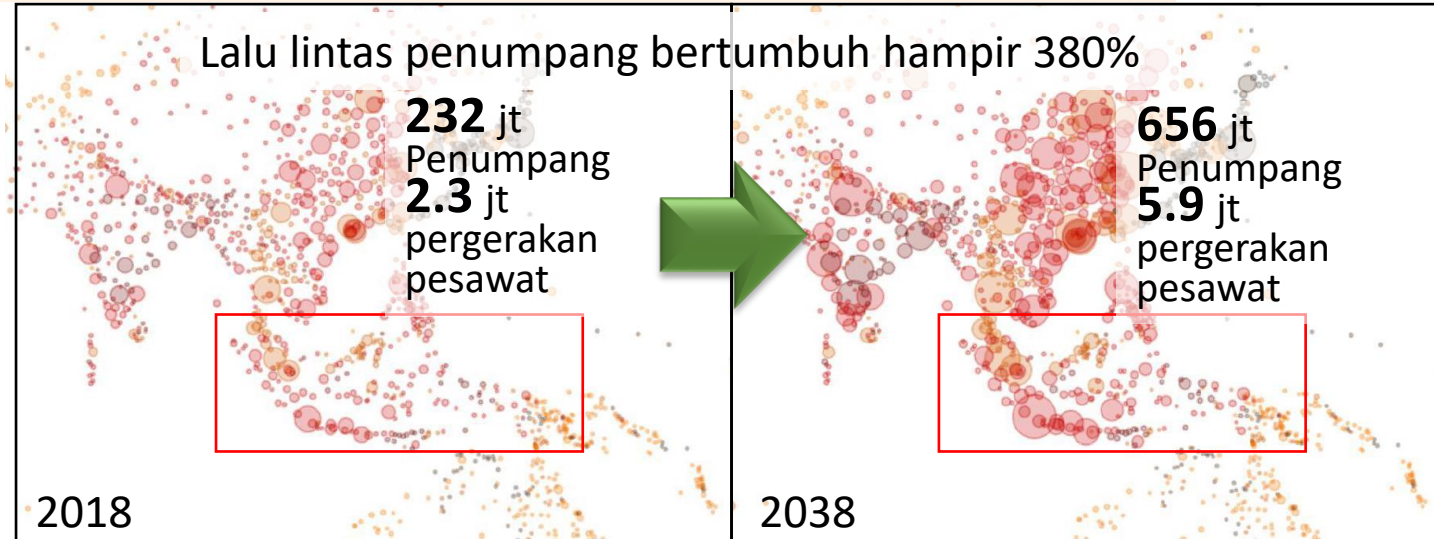 Lalu lintas penumpang bertumbuh hampir 380%
232 jt
Penumpang
2.3 jt
pergerakan
pesawat
2018
656 jt
Penumpang
5.9 jt
pergerakan
pesawat
2038